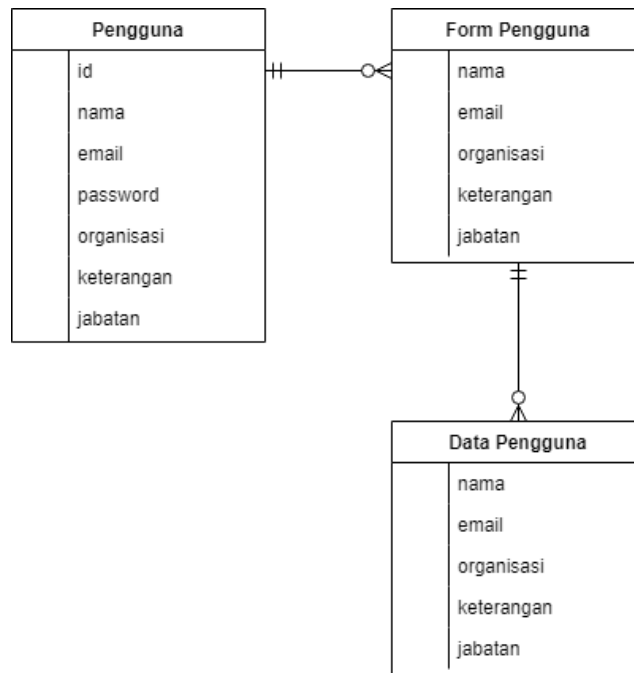 Pengguna
id
nama
email
password
organisasi
keterangan
jabatan
Form Pengguna
nama
email
organisasi
keterangan
jabatan
Data Pengguna
nama
email
organisasi
keterangan
jabatan